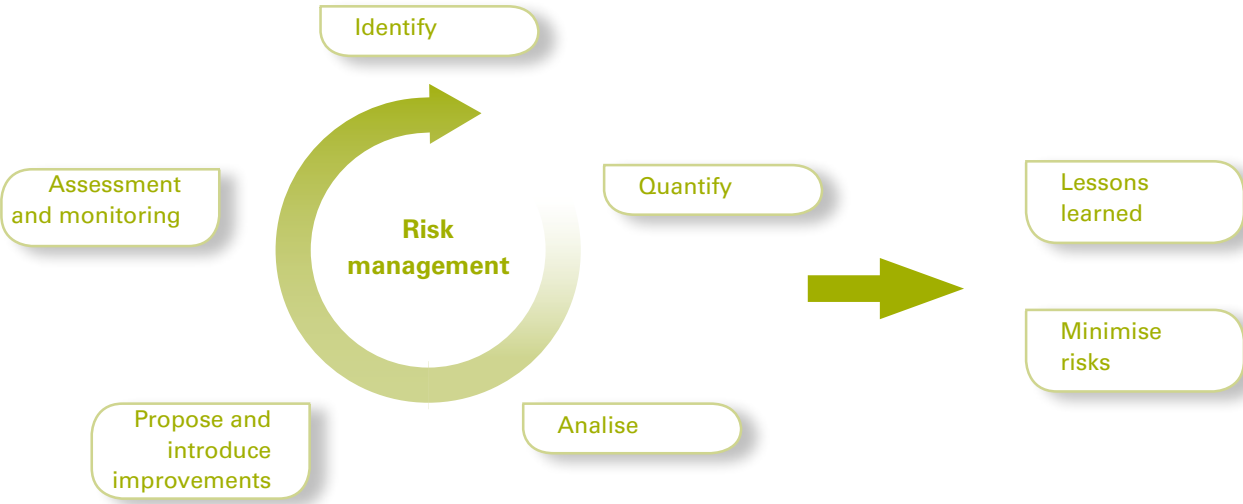 Identify
Quantify
Analise
Propose and
introduce
improvements
Assessment
and monitoring
Risk
management
Lessons
learned
Minimise
risks